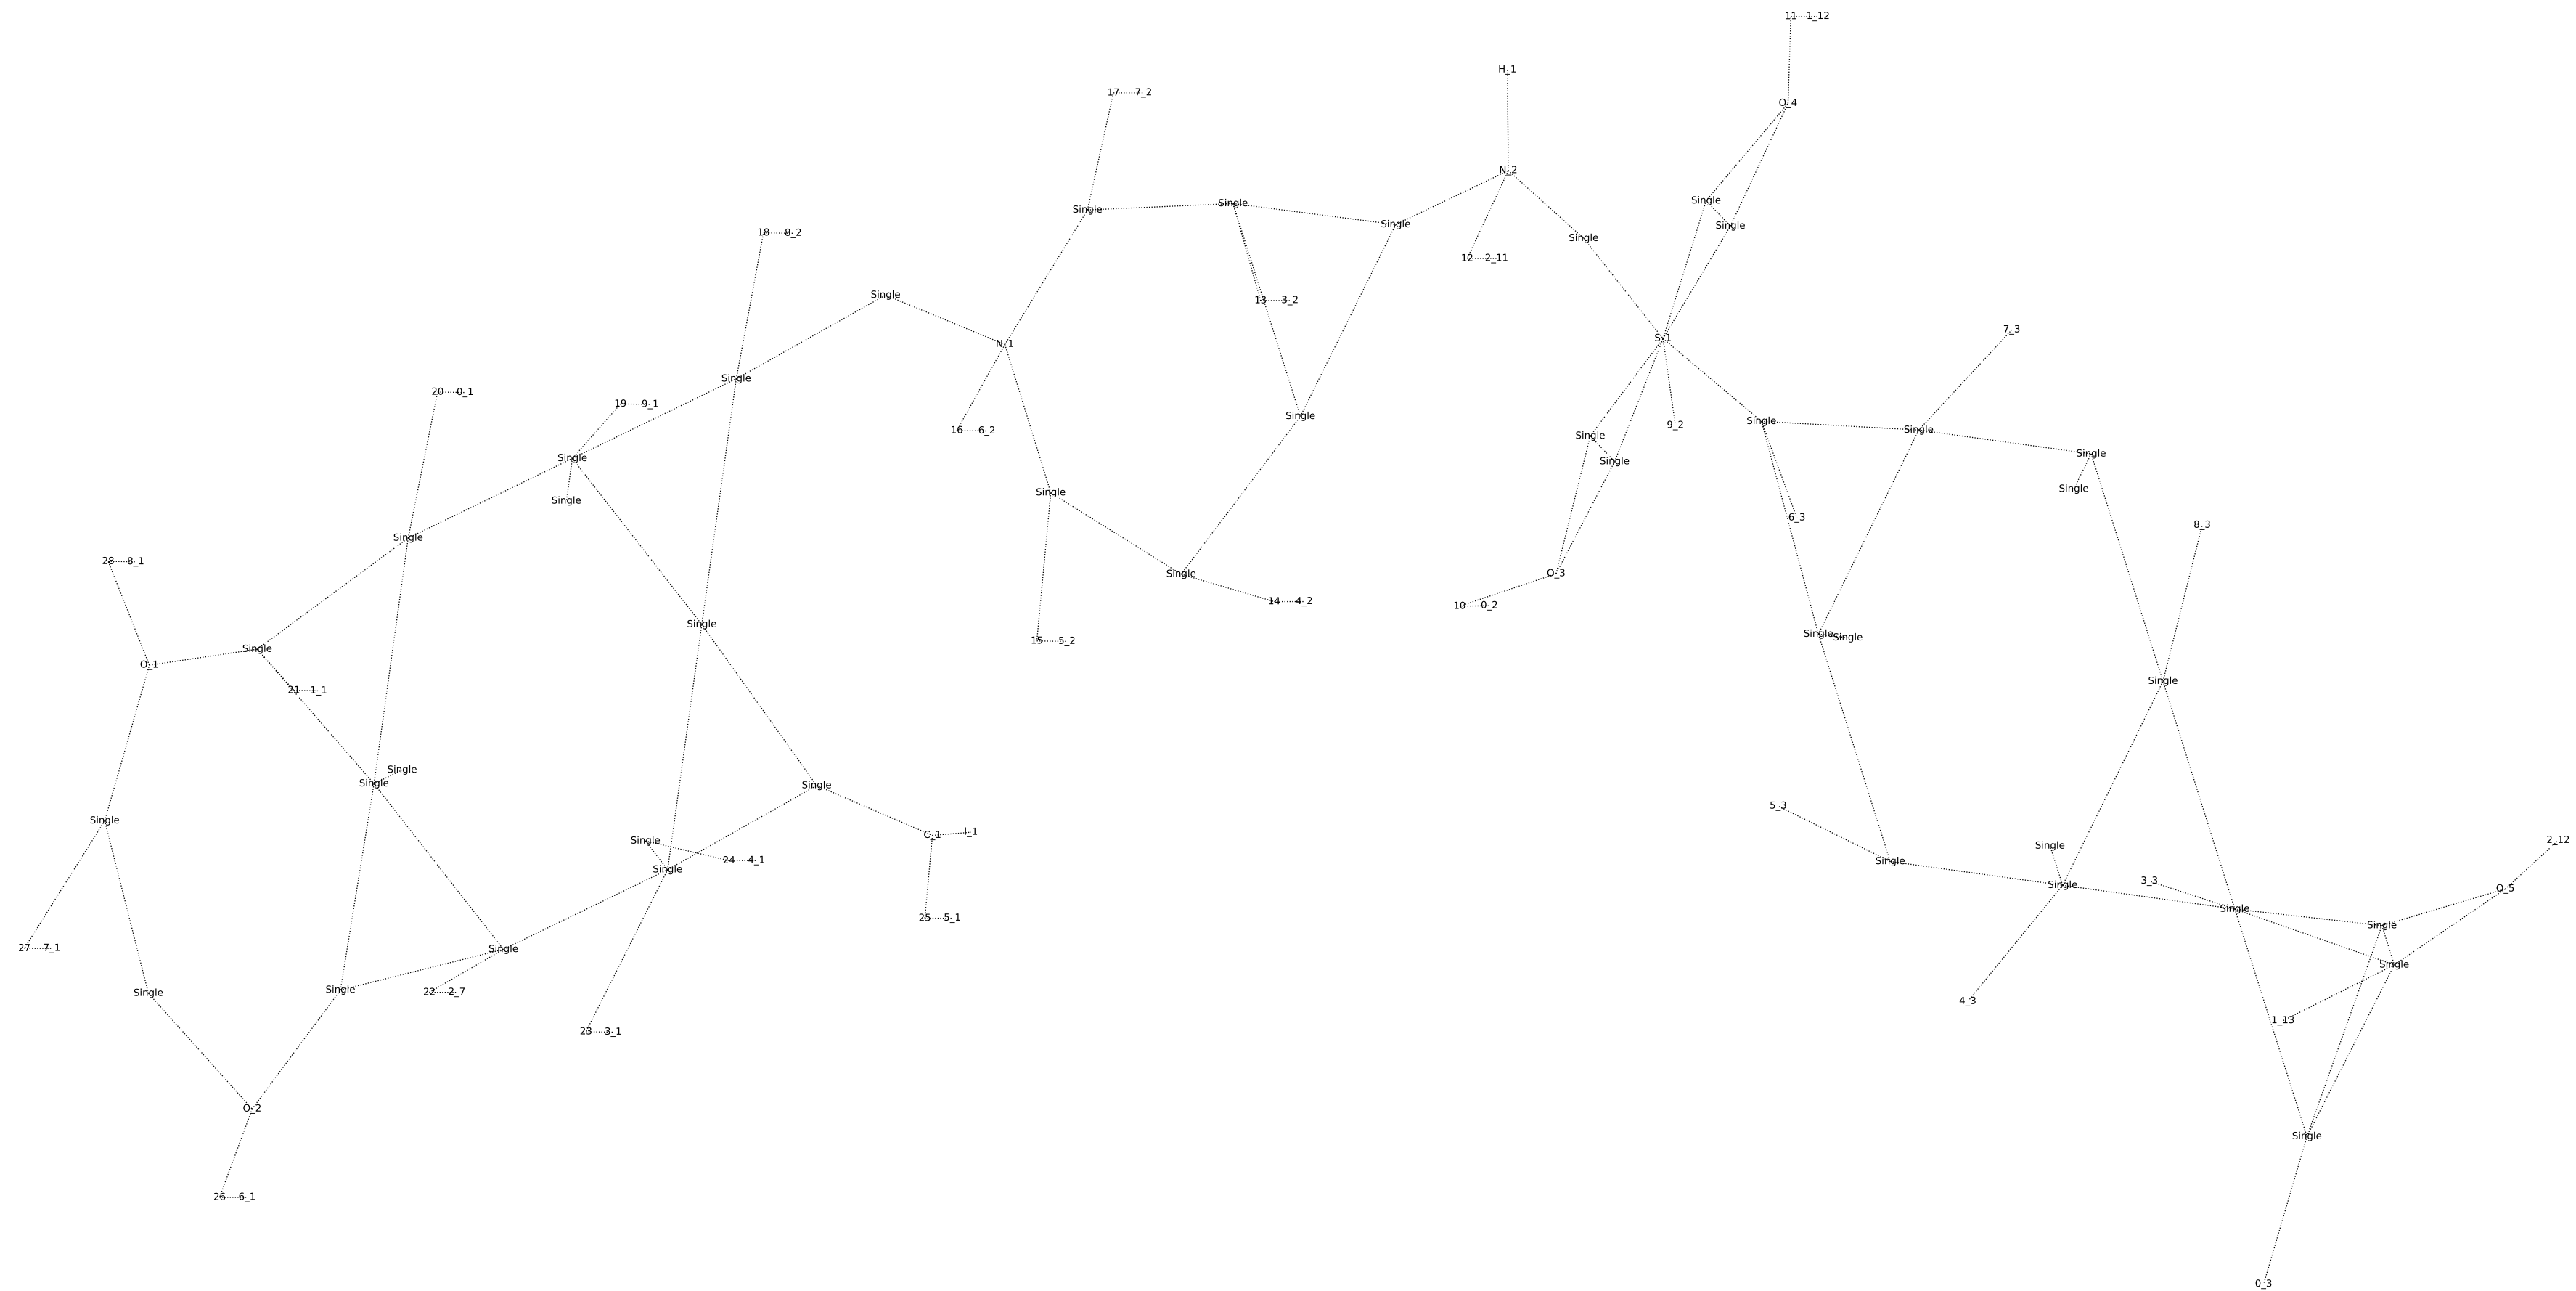 11 1_12
H_1
17 7_2
O_4
N_2
Single
Single
Single
Single
Single
18 8_2
Single
12 2_11
Single
13 3_2
7_3
S_1
N_1
Single
20 0_1
19 9_1
Single
Single
9_2
16 6_2
Single
Single
Single
Single
Single
Single
Single
Single
6_3
8_3
Single
28 8_1
O_3
Single
14 4_2
10 0_2
Single
Single
Single
15 5_2
Single
O_1
Single
21 1_1
Single
Single
Single
5_3
Single
C_1
I_1
Single
2_12
Single
24 4_1
Single
Single
3_3
Single
O_5
Single
25 5_1
Single
27 7_1
Single
Single
Single
Single
22 2_7
4_3
1_13
23 3_1
O_2
Single
26 6_1
0_3